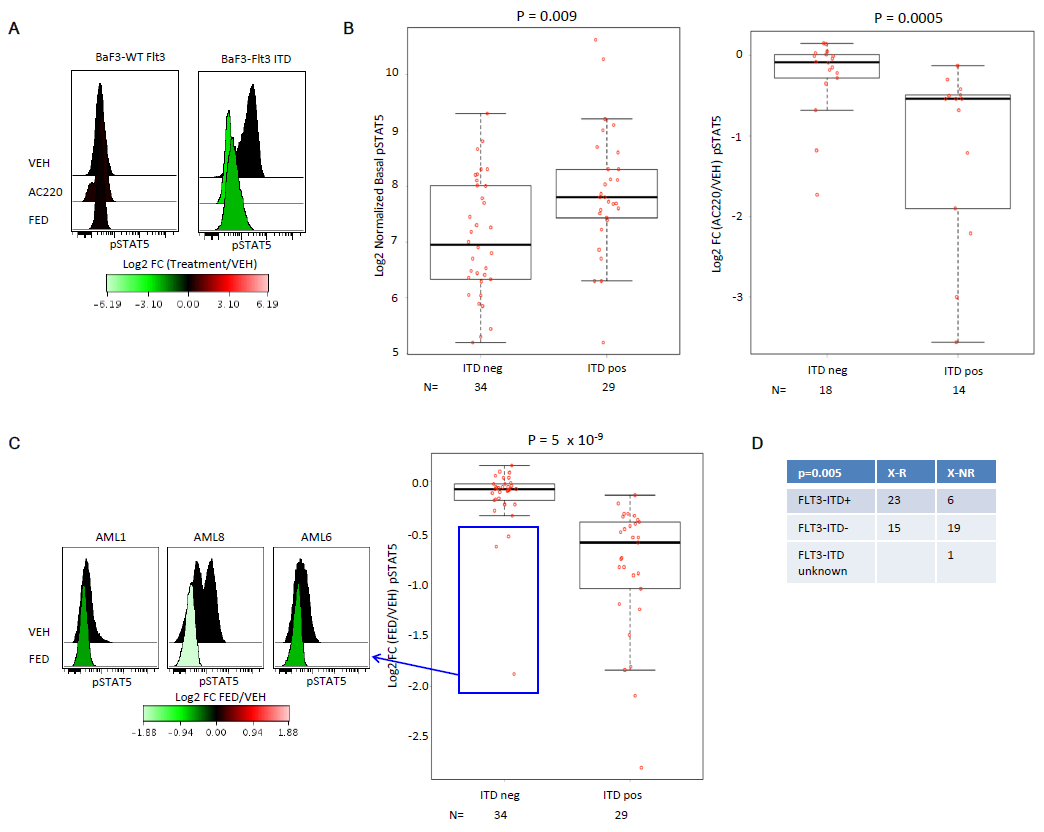 A
BaF3-WT Flt3
BaF3-Flt3 ITD
VEH
AC220
FED
pSTAT5
pSTAT5
Log2 FC (Treatment/VEH)
−5.19 −3.10 0.00 3.10 6.19
B
P = 0.009
Log2 Normalized Basal pSTAT5
10
9
8
7
6
5
ITD neg
ITD pos
N=
34
29
P = 0.0005
Log2 FC (AC220/VEH) pSTAT5
0
-1
-2
-3
ITD neg
ITD pos
N=
18
14
C
AML1
AML8
AML6
VEH
FED
pSTAT5
pSTAT5
pSTAT5
Log2 FC FED/VEH
−1.88 −0.94 0.00 0.94 1.88
P = 5 x 10-9
Log2 FC (FED/VEH) pSTAT5
0.0
-0.5
-1.0
-1.5
-2.0
-2.5
ITD neg
ITD pos
N=
34
29
D
p=0.005 X-R X-NR
FLT3-ITD+ 23 6
FLT3-ITD- 15 19
FLT3-ITD 1
unknown